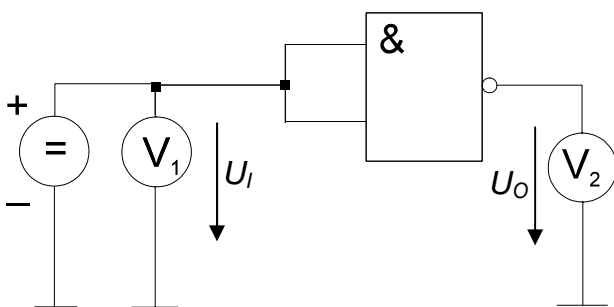 &
+
=
−
V1
UI
UO
V2